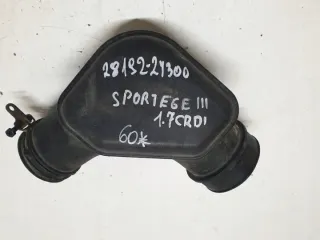 28192-2Y300
SPORTEGE III
1.7CRDI
60*